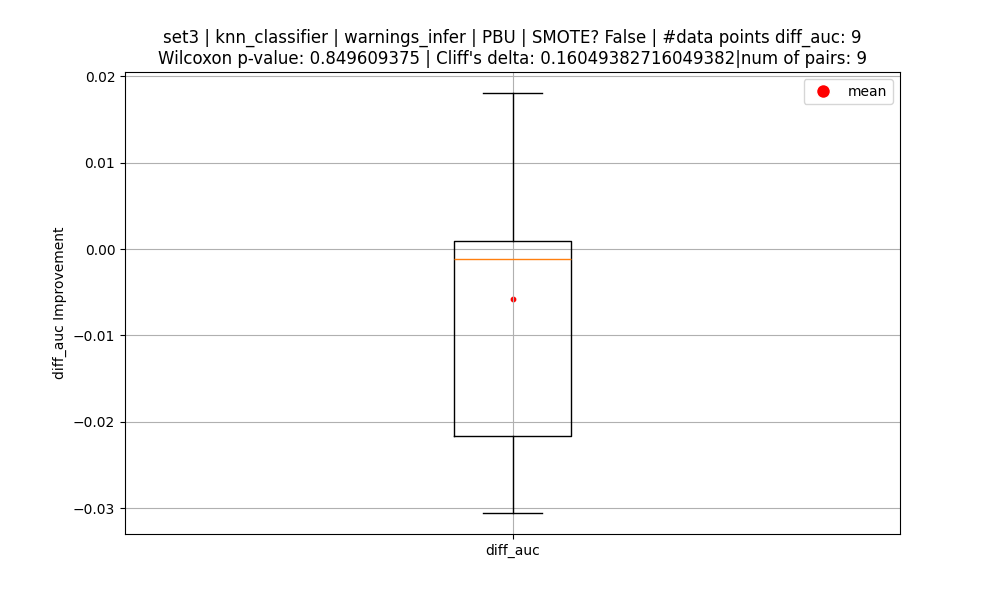 set3 | knn_classifier | warnings_infer | PBU | SMOTE? False | #data points diff_auc: 9
Wilcoxon p-value: 0.849609375 | Cliff's delta: 0.16049382716049382|num of pairs: 9
mean
0.02
0.01
0.00
−0.01
−0.02
−0.03
diff_auc Improvement
diff_auc